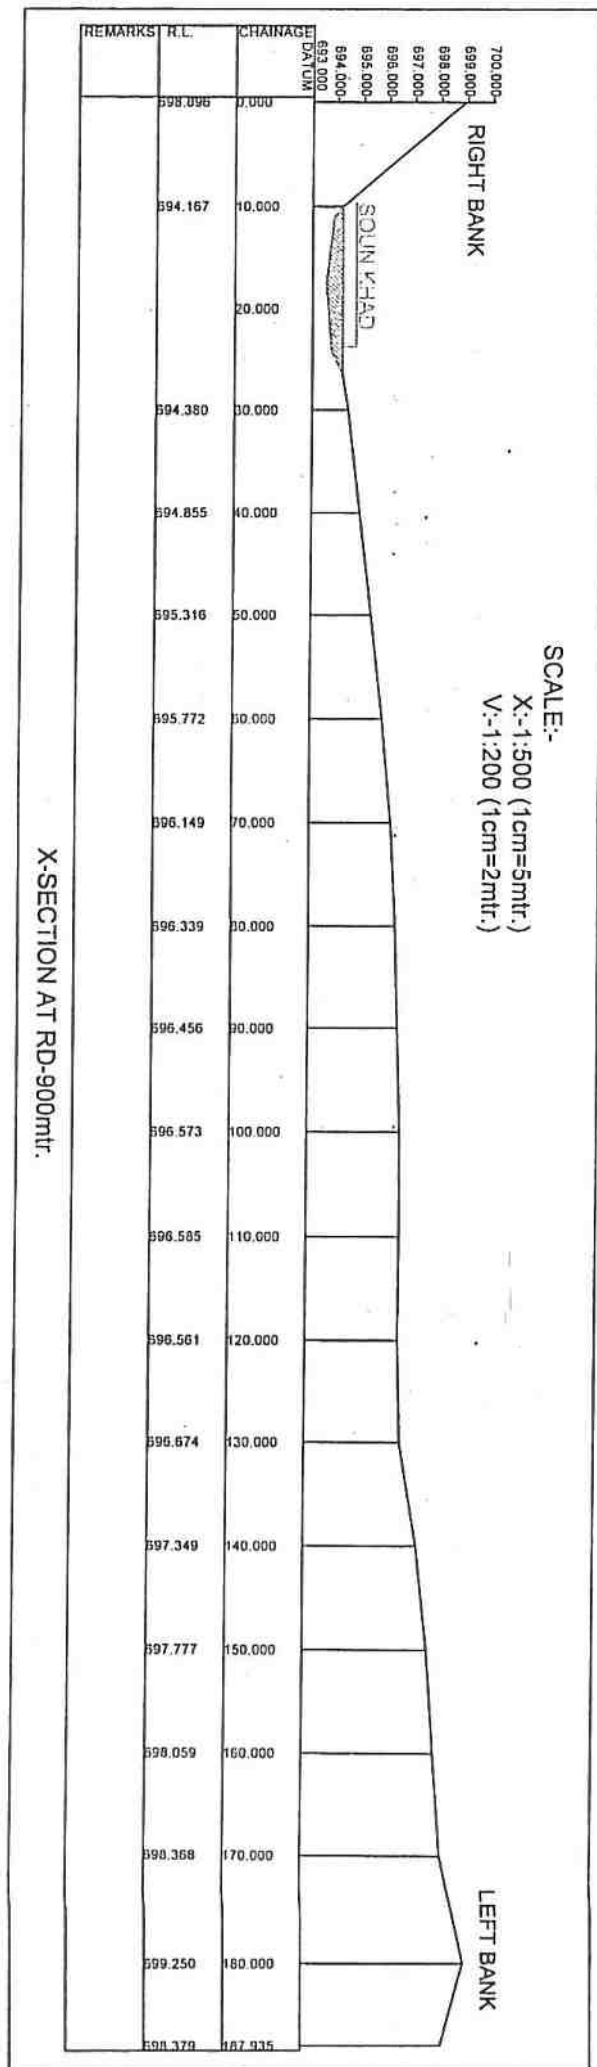 SCALE:-
X:-1:500 (1cm=5mtr.)
V:-1:200 (1cm=2mtr.)
RIGHT BANK
LEFT BANK
700.000
699.000
698.000
697.000
696.000
695.000
694.000
693.000
DATUM
SOUN KHAD
CHAINAGE 0.000 10.000 20.000 30.000 40.000 50.000 60.000 70.000 80.000 90.000 100.000 110.000 120.000 130.000 140.000 150.000 160.000 170.000 180.000 187.935
R.L. 694.167 694.380 694.855 695.316 695.772 696.149 696.339 696.456 696.573 696.585 696.561 696.674 697.349 697.777 698.059 698.368 699.250 698.379
REMARKS
X-SECTION AT RD-900mtr.